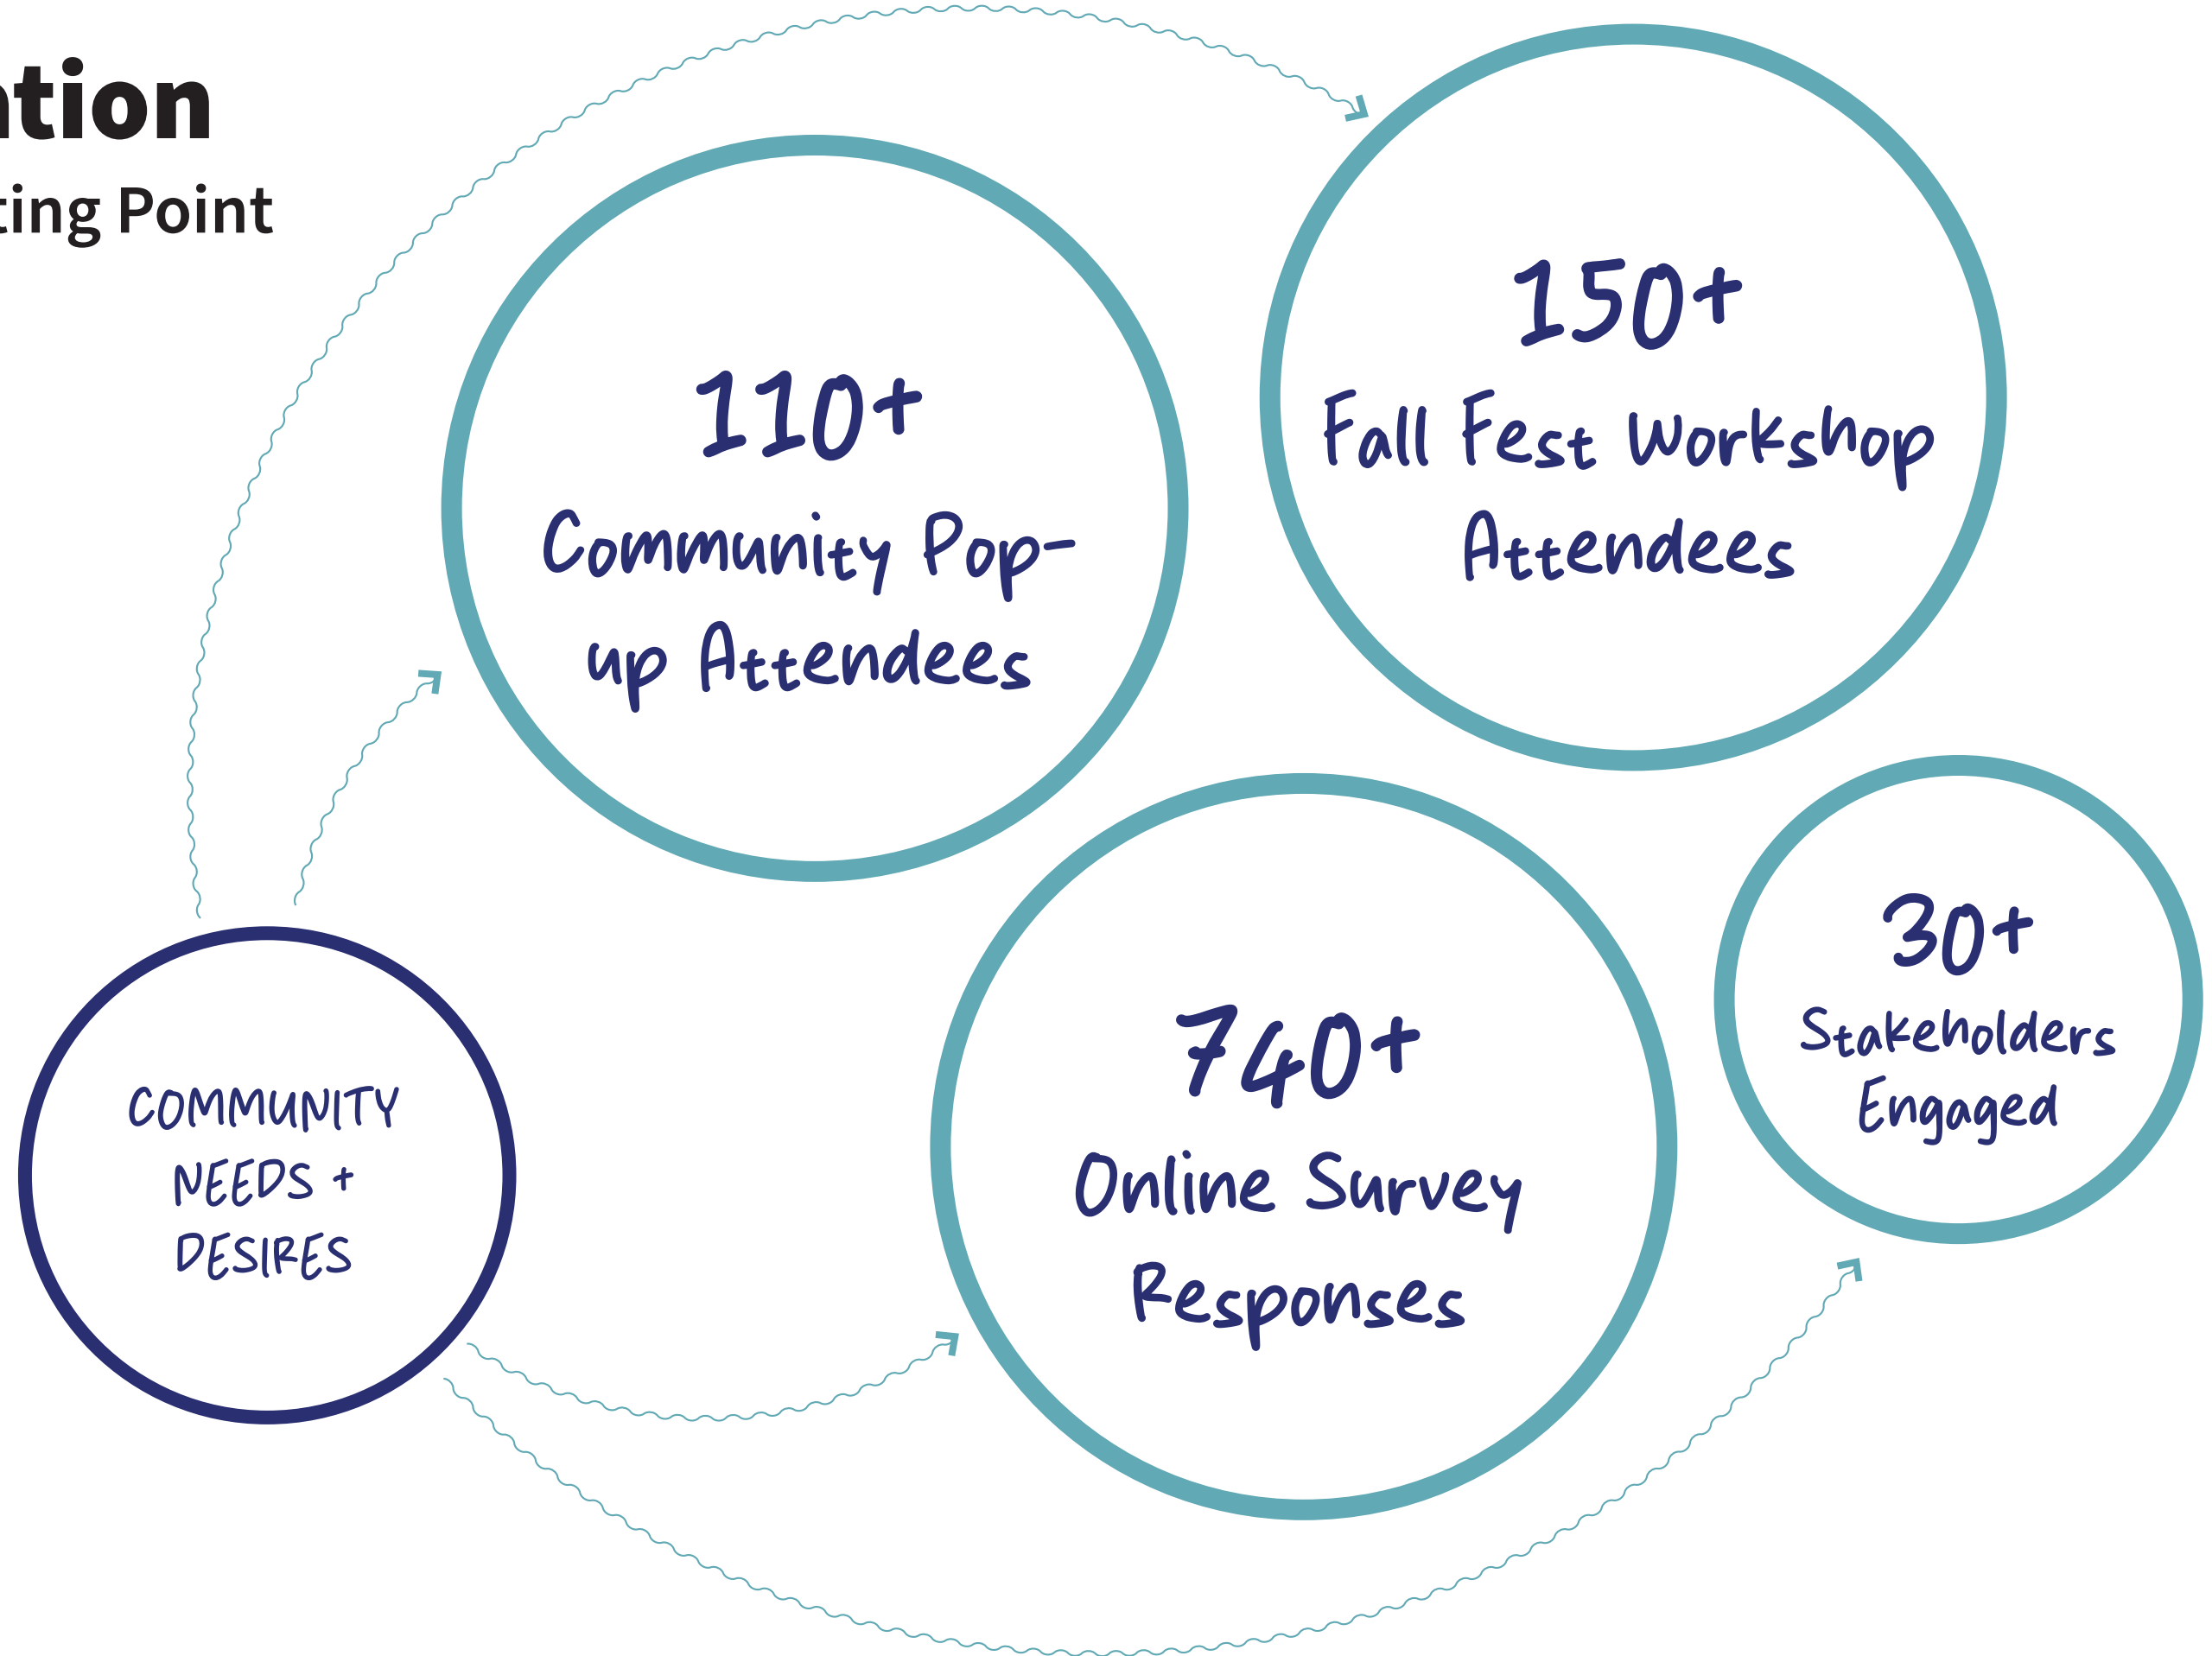 tion
ing Point
110+
Community Pop-
up Attendees
150+
Fall Fest Workshop
Attendees
740+
Online Survey
Responses
30+
Stakeholders
Engaged
COMMUNITY
NEEDS +
DESIRES